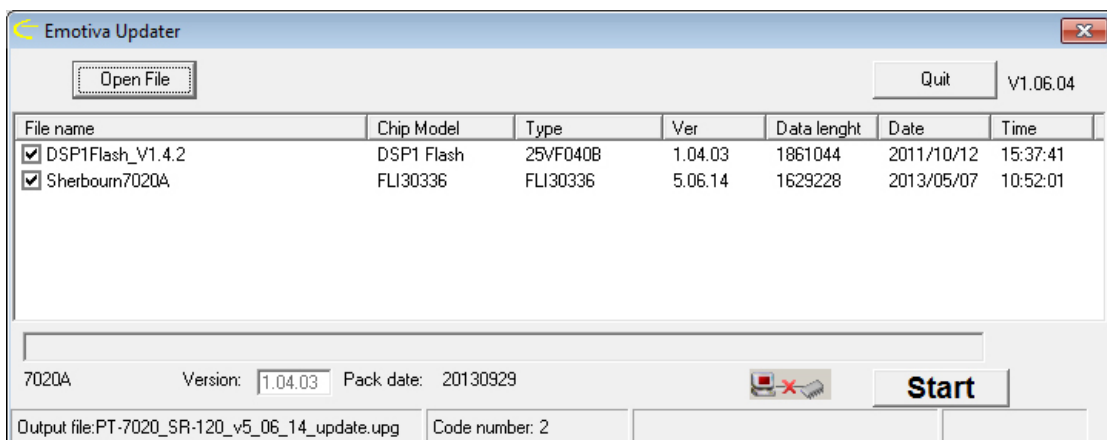 Emotiva Updater
Open File Quit V1.06.04
File name Chip Model Type Ver Data lenght Date Time
DSP1Flash_V1.4.2 DSP1 Flash 25VF040B 1.04.03 1861044 2011/10/12 15:37:41
Sherbourn7020A FLI30336 FLI30336 5.06.14 1629228 2013/05/07 10:52:01
7020A Version: 1.04.03 Pack date: 20130929 Start
Output file:PT-7020_SR-120_v5_06_14_update.upg Code number: 2